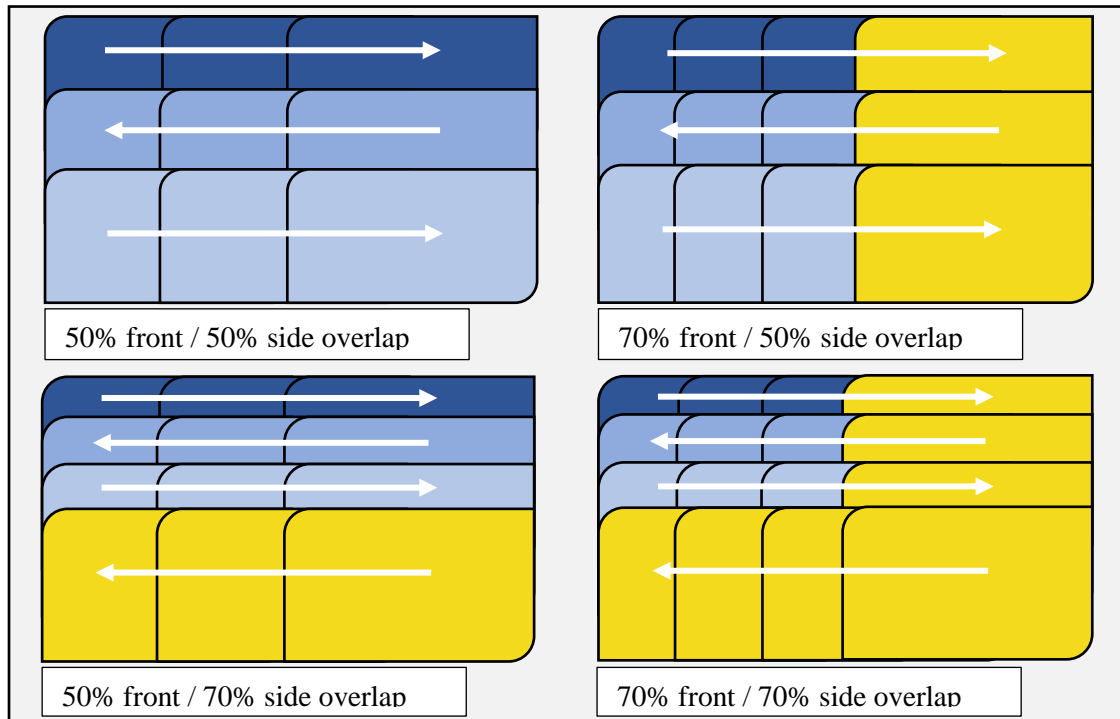 50% front / 50% side overlap
70% front / 50% side overlap
50% front / 70% side overlap
70% front / 70% side overlap